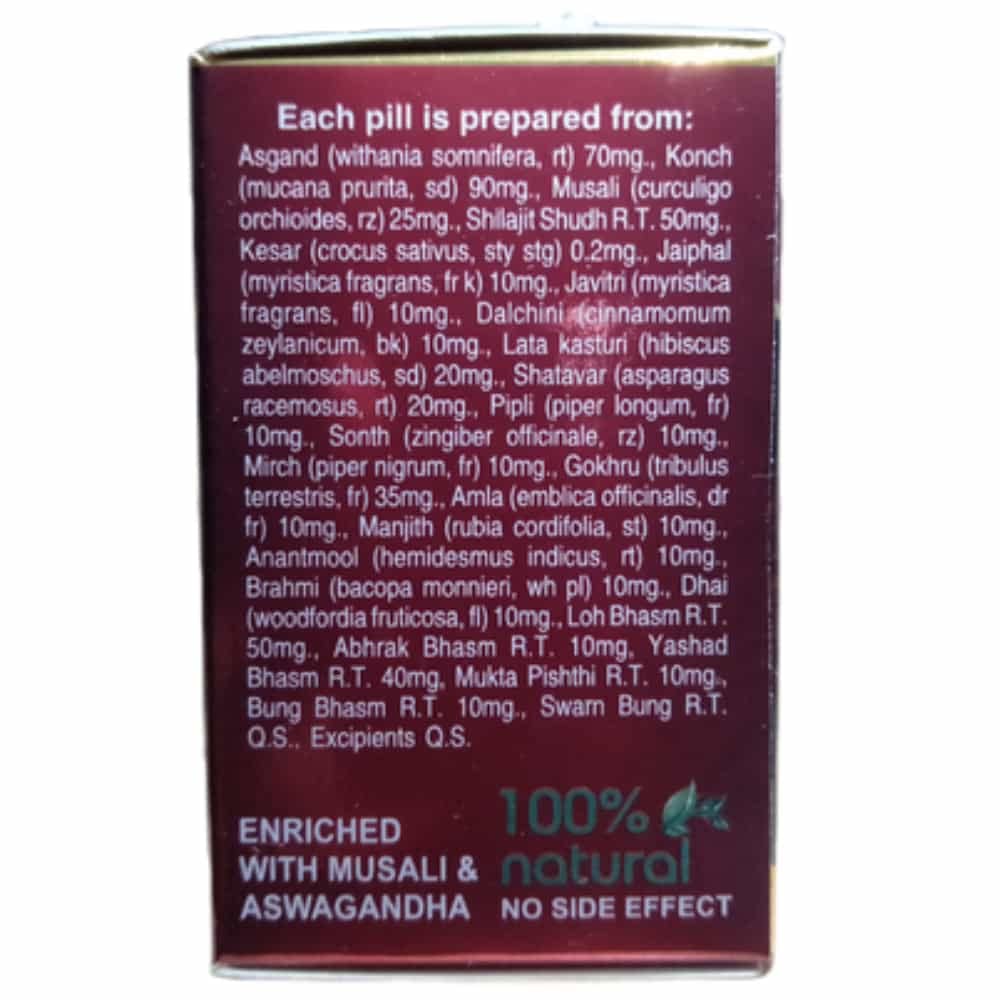 Each pill is prepared from:
Asgand (withania somnifera, rt) 70mg., Konch
(mucana prurita, sd) 90mg., Musali (curculigo
orchioides, rz) 25mg., Shilajit Shudh R.T. 50mg.,
Kesar (crocus sativus, sty stg) 0.2mg., Jaiphal
(myristica fragrans, fr k) 10mg., Javitri (myristica
fragrans, fl) 10mg., Dalchini (cinnamomum
zeylanicum, bk) 10mg., Lata kasturi (hibiscus
abelmoschus, sd) 20mg., Shatavar (asparagus
racemosus, rt) 20mg., Pipli (piper longum, fr)
10mg., Sonth (zingiber officinale, rz) 10mg.,
Mirch (piper nigrum, fr) 10mg., Gokhru (tribulus
terrestris, fr) 35mg., Amla (emblica officinalis, dr
fr) 10mg., Manjith (rubia cordifolia, st) 10mg.,
Anantmool (hemidesmus indicus, rt) 10mg.,
Brahmi (bacopa monnieri, wh pl) 10mg., Dhai
(woodfordia fruticosa, fl) 10mg., Loh Bhasm R.T.
50mg., Abhrak Bhasm R.T. 10mg, Yashad
Bhasm R.T. 40mg, Mukta Pishthi R.T. 10mg.,
Bung Bhasm R.T. 10mg., Swarn Bung R.T.
Q.S., Excipients Q.S.
ENRICHED
WITH MUSALI &
ASWAGANDHA
100%
natural
NO SIDE EFFECT